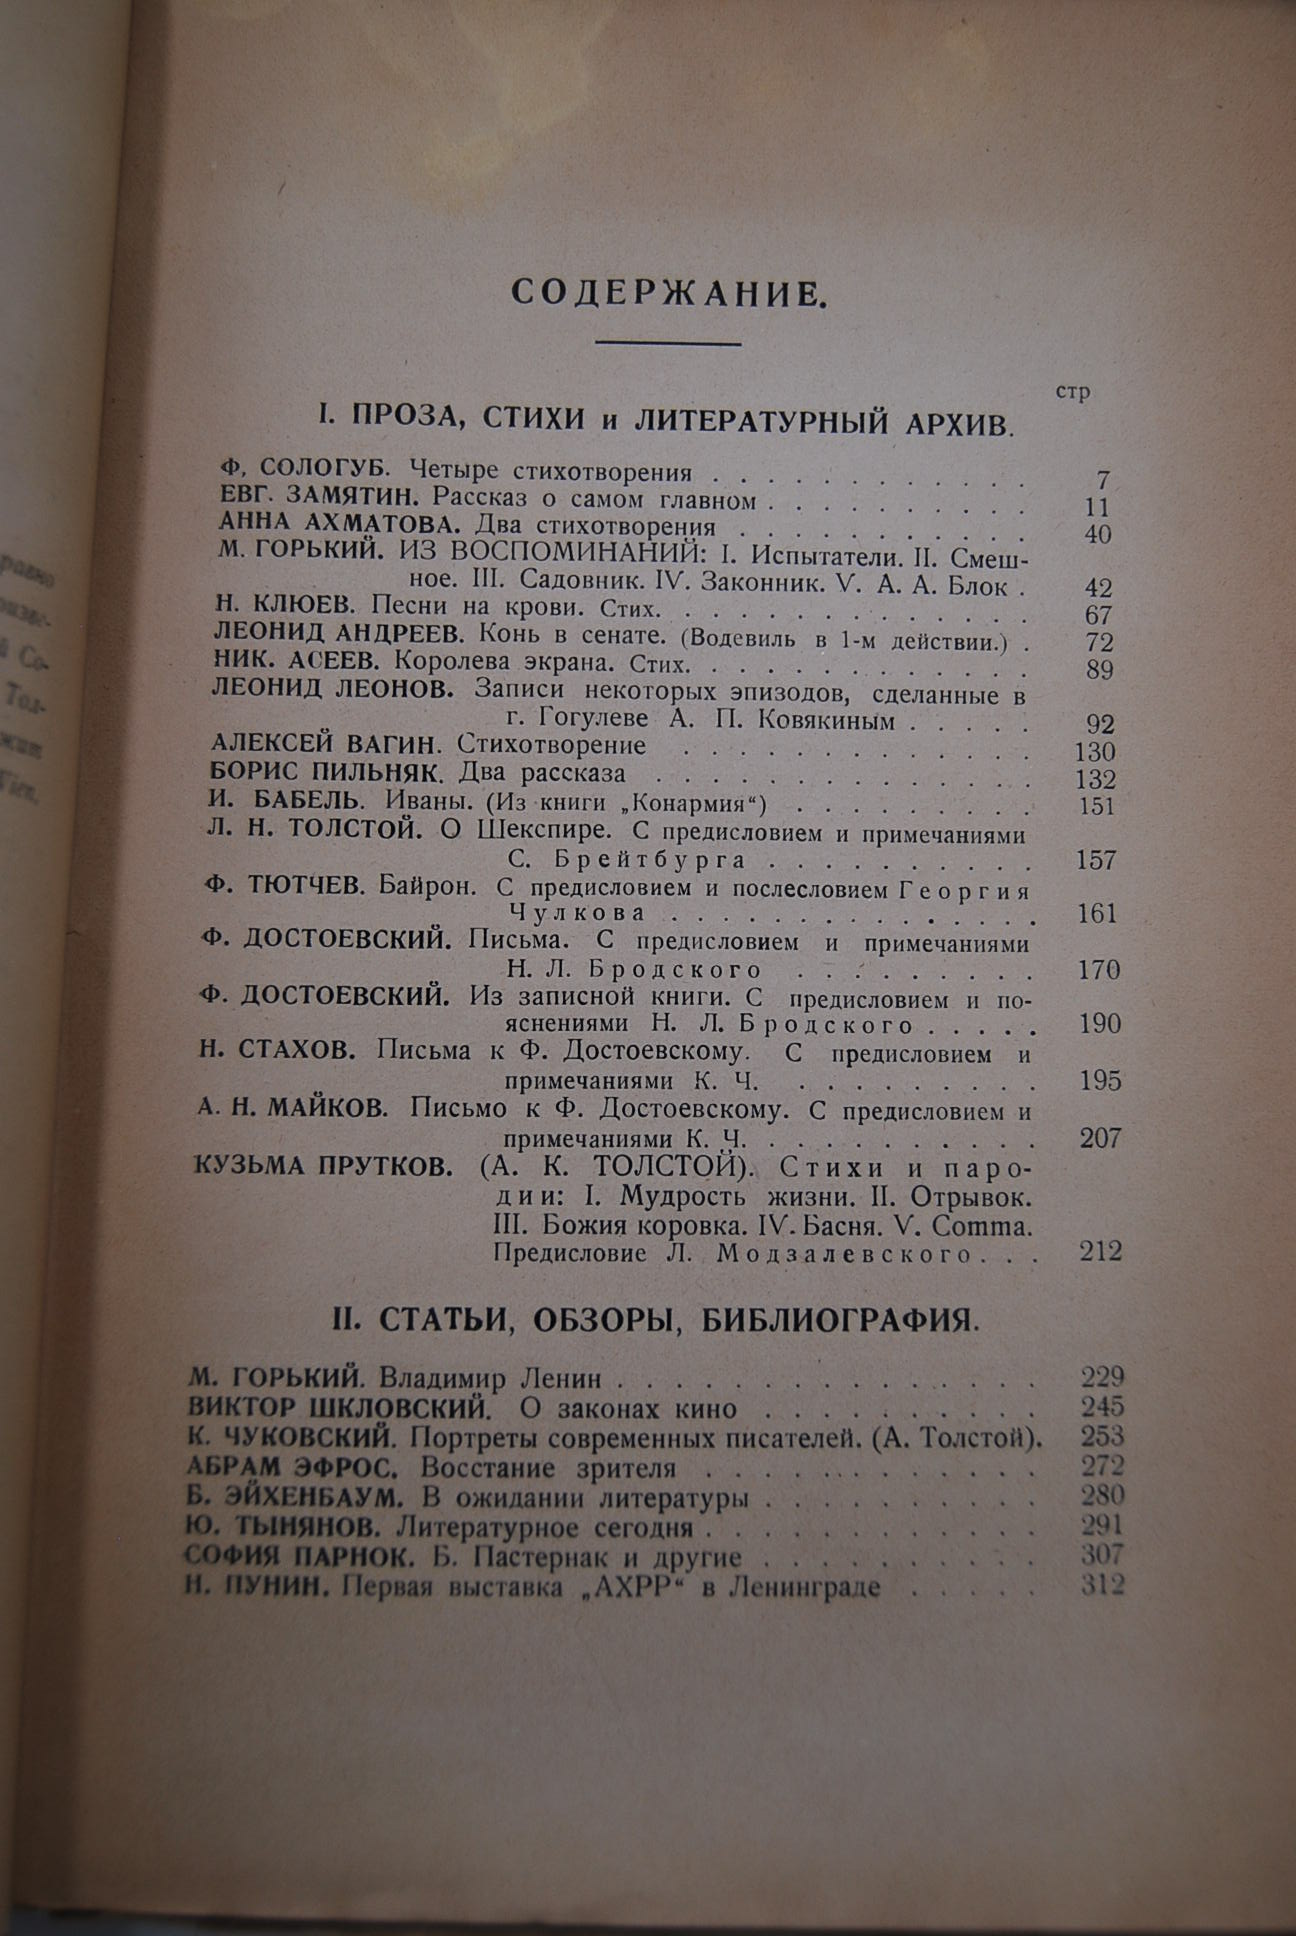 равно
Со-
Тол-
СОДЕРЖАНИЕ.
стр
I. ПРОЗА, СТИХИ и ЛИТЕРАТУРНЫЙ АРХИВ.
Ф. СОЛОГУБ. Четыре стихотворения . . . . . . . . . . . . 7
ЕВГ. ЗАМЯТИН. Рассказ о самом главном . . . . . . . . . . 11
АННА АХМАТОВА. Два стихотворения . . . . . . . . . . . 40
М. ГОРЬКИЙ. ИЗ ВОСПОМИНАНИЙ: I. Испытатели. II. Смеш-
ное. III. Садовник. IV. Законник. V. А. А. Блок . 42
Н. КЛЮЕВ. Песни на крови. Стих. . . . . . . . . . . . . 67
ЛЕОНИД АНДРЕЕВ. Конь в сенате. (Водевиль в 1-м действии.) . 72
НИК. АСЕЕВ. Королева экрана. Стих. . . . . . . . . . . . 89
ЛЕОНИД ЛЕОНОВ. Записи некоторых эпизодов, сделанные в
г. Гогулеве А. П. Ковякиным . . . . . 92
АЛЕКСЕЙ ВАГИН. Стихотворение . . . . . . . . . . . . . 130
БОРИС ПИЛЬНЯК. Два рассказа . . . . . . . . . . . . . . 132
И. БАБЕЛЬ. Иваны. (Из книги „Конармия“) . . . . . . . . . 151
Л. Н. ТОЛСТОЙ. О Шекспире. С предисловием и примечаниями
С. Брейтбурга . . . . . . . . . . 157
Ф. ТЮТЧЕВ. Байрон. С предисловием и послесловием Георгия
Чулкова . . . . . . . . . . . . . . 161
Ф. ДОСТОЕВСКИЙ. Письма. С предисловием и примечаниями
Н. Л. Бродского . . . . . . . . . 170
Ф. ДОСТОЕВСКИЙ. Из записной книги. С предисловием и по-
яснениями Н. Л. Бродского . . . . . 190
Н. СТАХОВ. Письма к Ф. Достоевскому. С предисловием и
примечаниями К. Ч. . . . . . . . . . 195
А. Н. МАЙКОВ. Письмо к Ф. Достоевскому. С предисловием и
примечаниями К. Ч. . . . . . . . . . . . 207
КУЗЬМА ПРУТКОВ. (А. К. ТОЛСТОЙ). Стихи и паро-
дии: I. Мудрость жизни. II. Отрывок.
III. Божия коровка. IV. Басня. V. Comma.
Предисловие Л. Модзалевского . . . 212
II. СТАТЬИ, ОБЗОРЫ, БИБЛИОГРАФИЯ.
М. ГОРЬКИЙ. Владимир Ленин . . . . . . . . . . . . . . . 229
ВИКТОР ШКЛОВСКИЙ. О законах кино . . . . . . . . . . 245
К. ЧУКОВСКИЙ. Портреты современных писателей. (А. Толстой). 253
АБРАМ ЭФРОС. Восстание зрителя . . . . . . . . . . . . 272
Б. ЭЙХЕНБАУМ. В ожидании литературы . . . . . . . . . . 280
Ю. ТЫНЯНОВ. Литературное сегодня . . . . . . . . . . . . 291
СОФИЯ ПАРНОК. Б. Пастернак и другие . . . . . . . . . . 307
Н. ПУНИН. Первая выставка „АХРР“ в Ленинграде . . . . . 312